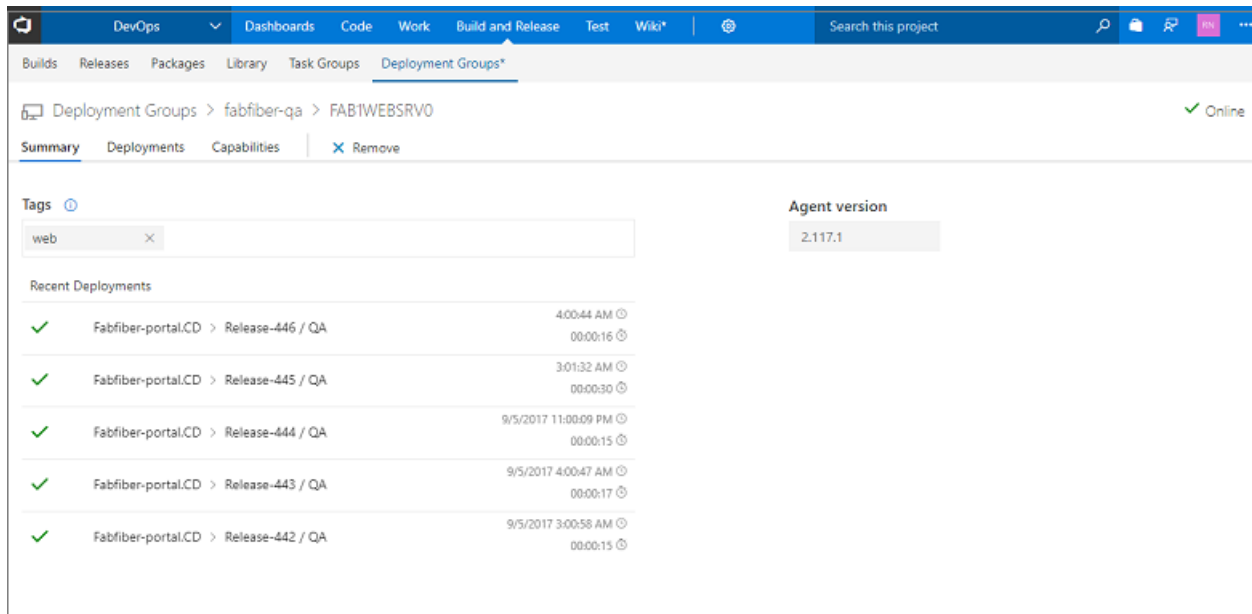 DevOps Dashboards Code Work Build and Release Test Wiki* Search this project RN
Builds Releases Packages Library Task Groups Deployment Groups*
Deployment Groups > fabfiber-qa > FAB1WEBSRV0 Online
Summary Deployments Capabilities Remove
Tags
Agent version
web
2.117.1
Recent Deployments
4:00:44 AM
Fabfiber-portal.CD > Release-446 / QA
00:00:16
3:01:32 AM
Fabfiber-portal.CD > Release-445 / QA
00:00:30
9/5/2017 11:00:09 PM
Fabfiber-portal.CD > Release-444 / QA
00:00:15
9/5/2017 4:00:47 AM
Fabfiber-portal.CD > Release-443 / QA
00:00:17
9/5/2017 3:00:58 AM
Fabfiber-portal.CD > Release-442 / QA
00:00:15